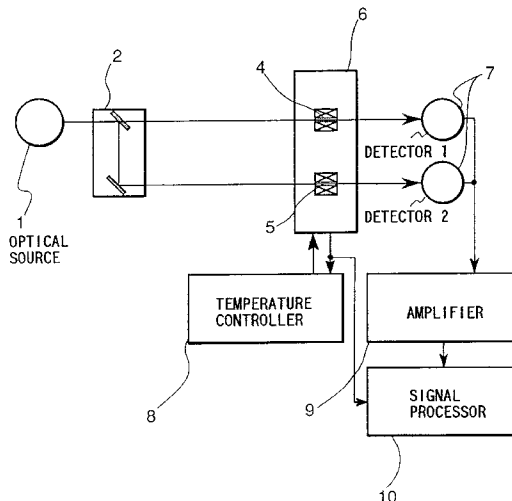 6
2
4
7
DETECTOR 1
1
OPTICAL
SOURCE
5
DETECTOR 2
TEMPERATURE
CONTROLLER
AMPLIFIER
8
9
SIGNAL
PROCESSOR
10